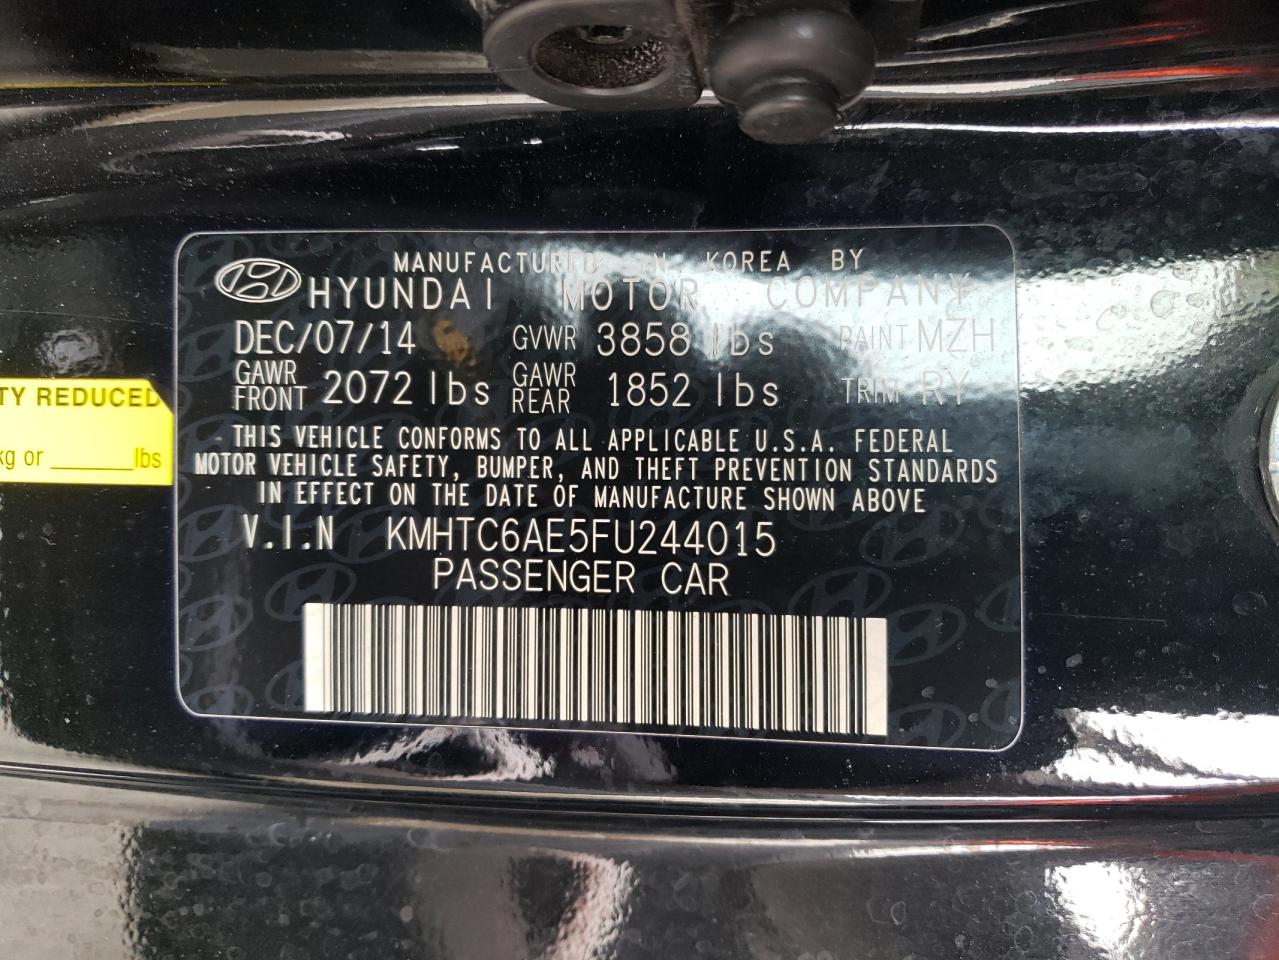 MANUFACTURED IN KOREA BY
HYUNDAI MOTOR COMPANY
DEC/07/14 GVWR 3858 lbs PAINT MZH
GAWR FRONT 2072 lbs GAWR REAR 1852 lbs TRIM RY
THIS VEHICLE CONFORMS TO ALL APPLICABLE U.S.A. FEDERAL
MOTOR VEHICLE SAFETY, BUMPER, AND THEFT PREVENTION STANDARDS
IN EFFECT ON THE DATE OF MANUFACTURE SHOWN ABOVE
V.I.N KMHTC6AE5FU244015
PASSENGER CAR
TY REDUCED
kg or ______lbs